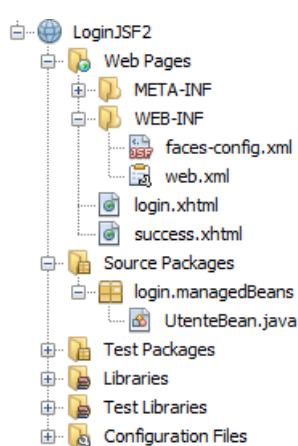 LoginJSF2
Web Pages
META-INF
WEB-INF
JSF faces-config.xml
web.xml
login.xhtml
success.xhtml
Source Packages
login.managedBeans
UtenteBean.java
Test Packages
Libraries
Test Libraries
Configuration Files